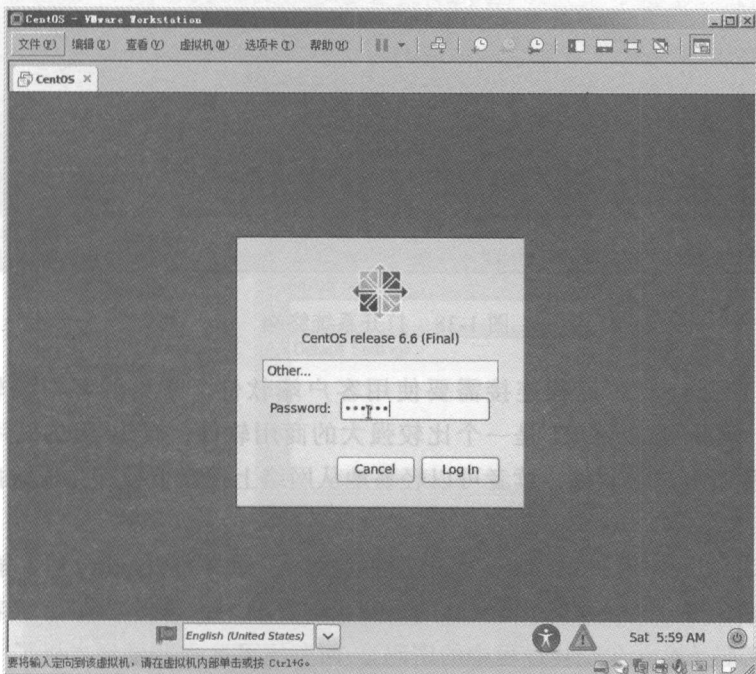 CentOS - VMware Workstation
文件(F) 编辑(E) 查看(V) 虚拟机(M) 选项卡(T) 帮助(H)
CentOS ×
CentOS release 6.6 (Final)
Other...
Password: ••••••
Cancel Log In
English (United States) Sat 5:59 AM
要将输入定向到该虚拟机，请在虚拟机内部单击或按 Ctrl+G。